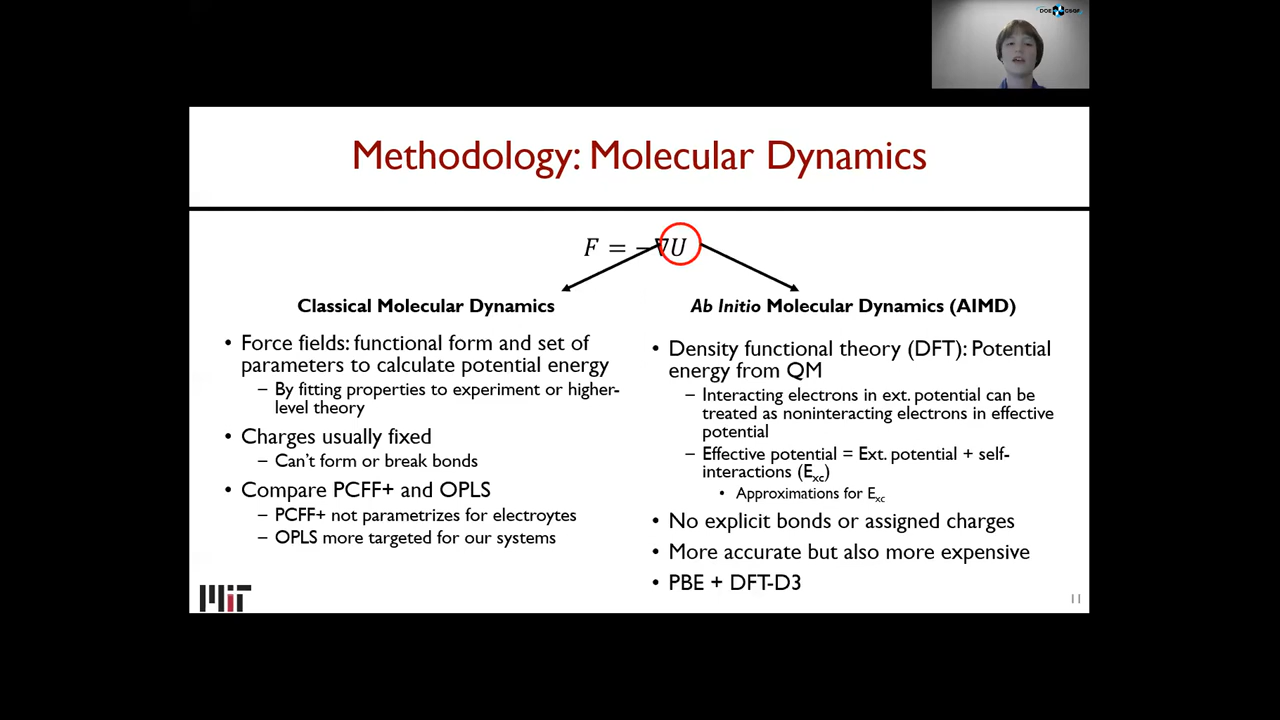 DOE CSGF
Methodology: Molecular Dynamics
F = −∇U
Classical Molecular Dynamics
• Force fields: functional form and set of
parameters to calculate potential energy
– By fitting properties to experiment or higher-
level theory
• Charges usually fixed
– Can't form or break bonds
• Compare PCFF+ and OPLS
– PCFF+ not parametrizes for electroytes
– OPLS more targeted for our systems
Ab Initio Molecular Dynamics (AIMD)
• Density functional theory (DFT): Potential
energy from QM
– Interacting electrons in ext. potential can be
treated as noninteracting electrons in effective
potential
– Effective potential = Ext. potential + self-
interactions (Exc)
• Approximations for Exc
• No explicit bonds or assigned charges
• More accurate but also more expensive
• PBE + DFT-D3
MIT
11